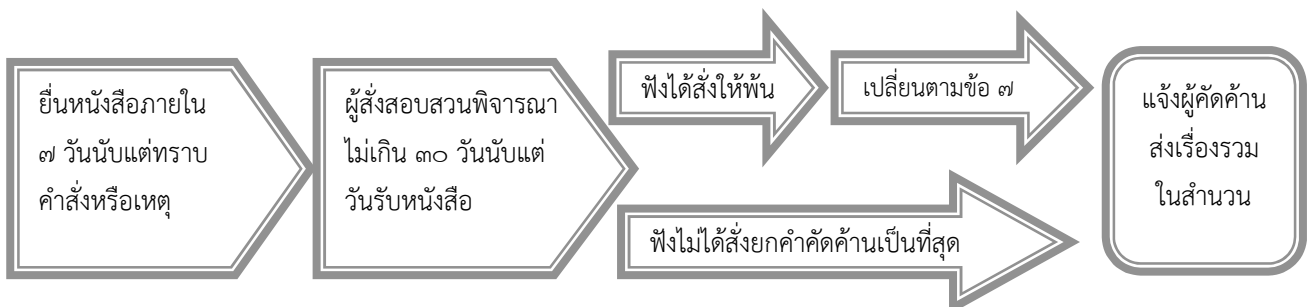 ยื่นหนังสือภายใน
๗ วันนับแต่ทราบ
คำสั่งหรือเหตุ
ผู้สั่งสอบสวนพิจารณา
ไม่เกิน ๓๐ วันนับแต่
วันรับหนังสือ
ฟังได้สั่งให้พ้น
เปลี่ยนตามข้อ ๗
ฟังไม่ได้สั่งยกคำคัดค้านเป็นที่สุด
แจ้งผู้คัดค้าน
ส่งเรื่องรวม
ในสำนวน